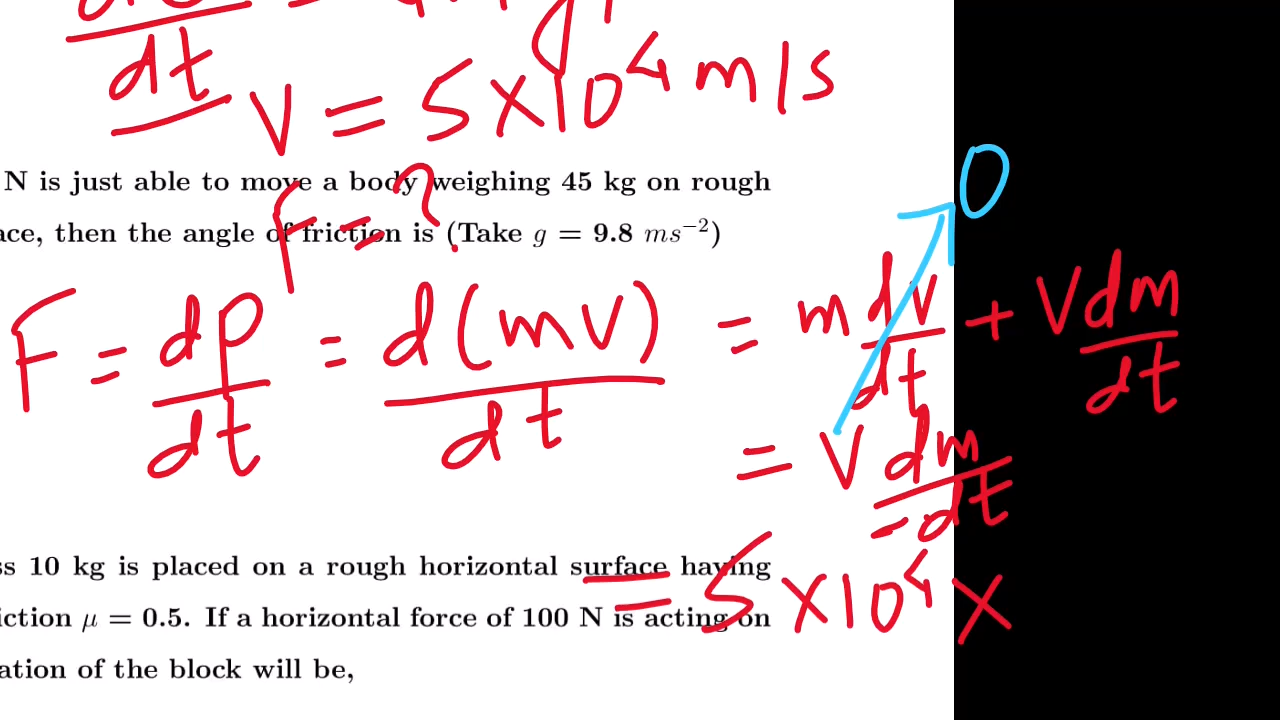 dt
V = 5 × 10⁴ m/s
N is just able to move a body weighing 45 kg on rough
F = ?
ace, then the angle of friction is (Take g = 9.8 ms⁻²)
0
F = dp/dt = d(mv)/dt = m dv/dt + V dm/dt
= V dm/dt
ss 10 kg is placed on a rough horizontal surface having
= 5 × 10⁴ ×
iction μ = 0.5. If a horizontal force of 100 N is acting on
ation of the block will be,